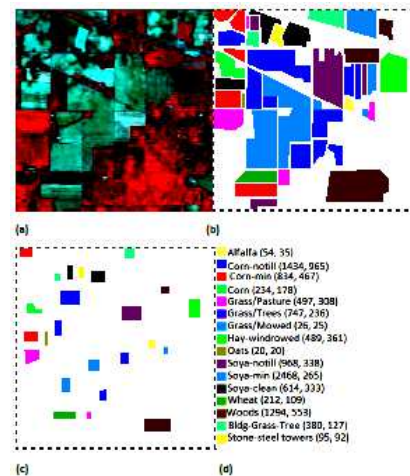 (a)
(b)
Alfalfa (54, 35)
Corn-notill (1434, 965)
Corn-min (834, 467)
Corn (234, 178)
Grass/Pasture (497, 308)
Grass/Trees (747, 236)
Grass/Mowed (26, 25)
Hay-windrowed (489, 361)
Oats (20, 20)
Soya-notill (968, 338)
Soya-min (2468, 265)
Soya-clean (614, 333)
Wheat (212, 109)
Woods (1294, 553)
Bldg-Grass-Tree (380, 127)
Stone-steel towers (95, 92)
(c)
(d)